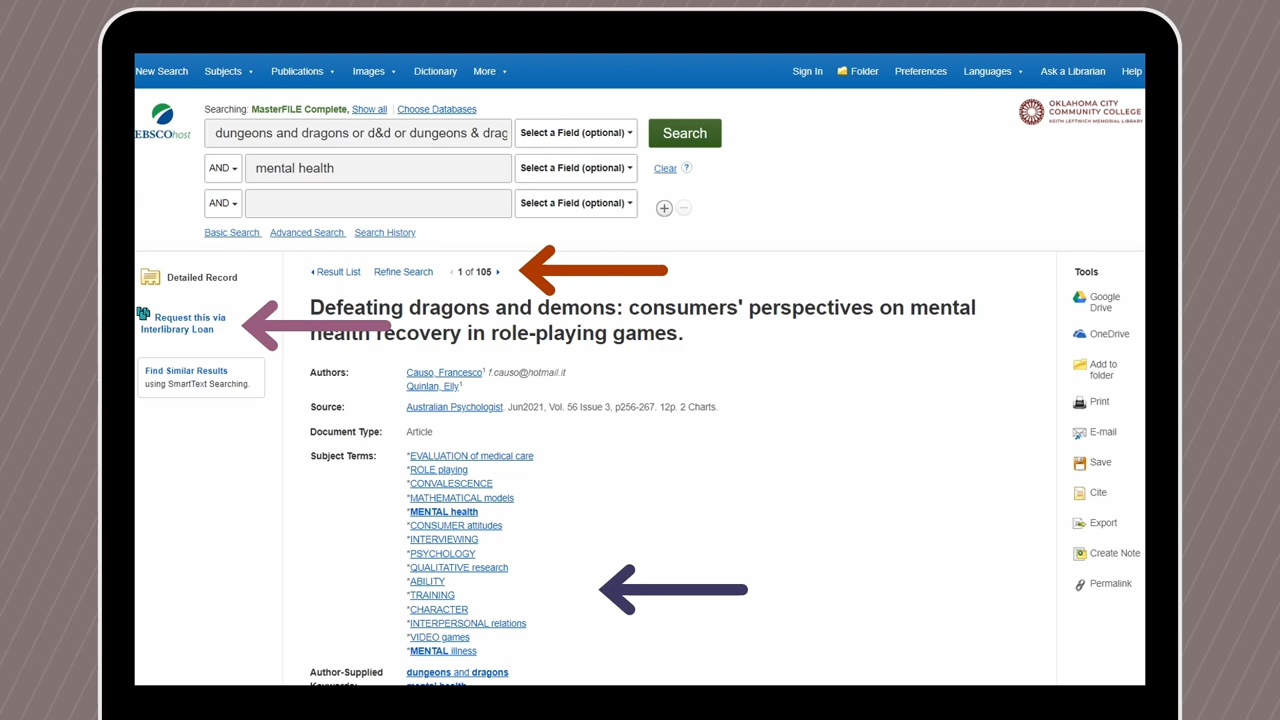 New Search Subjects Publications Images Dictionary More Sign In Folder Preferences Languages Ask a Librarian Help
Searching: MasterFILE Complete, Show all | Choose Databases
EBSCOhost
dungeons and dragons or d&d or dungeons & drag Select a Field (optional) Search
AND mental health Select a Field (optional) Clear ?
AND Select a Field (optional)
Basic Search Advanced Search Search History
OKLAHOMA CITY
COMMUNITY COLLEGE
KEITH LEFTWICH MEMORIAL LIBRARY
Detailed Record
Request this via
Interlibrary Loan
Find Similar Results
using SmartText Searching.
Result List Refine Search 1 of 105
Defeating dragons and demons: consumers' perspectives on mental
health recovery in role-playing games.
Authors: Causo, Francesco1 f.causo@hotmail.it
Quinlan, Elly1
Source: Australian Psychologist. Jun2021, Vol. 56 Issue 3, p256-267. 12p. 2 Charts.
Document Type: Article
Subject Terms: *EVALUATION of medical care
*ROLE playing
*CONVALESCENCE
*MATHEMATICAL models
*MENTAL health
*CONSUMER attitudes
*INTERVIEWING
*PSYCHOLOGY
*QUALITATIVE research
*ABILITY
*TRAINING
*CHARACTER
*INTERPERSONAL relations
*VIDEO games
*MENTAL illness
Author-Supplied dungeons and dragons
Keywords: mental health
Tools
Google
Drive
OneDrive
Add to
folder
Print
E-mail
Save
Cite
Export
Create Note
Permalink